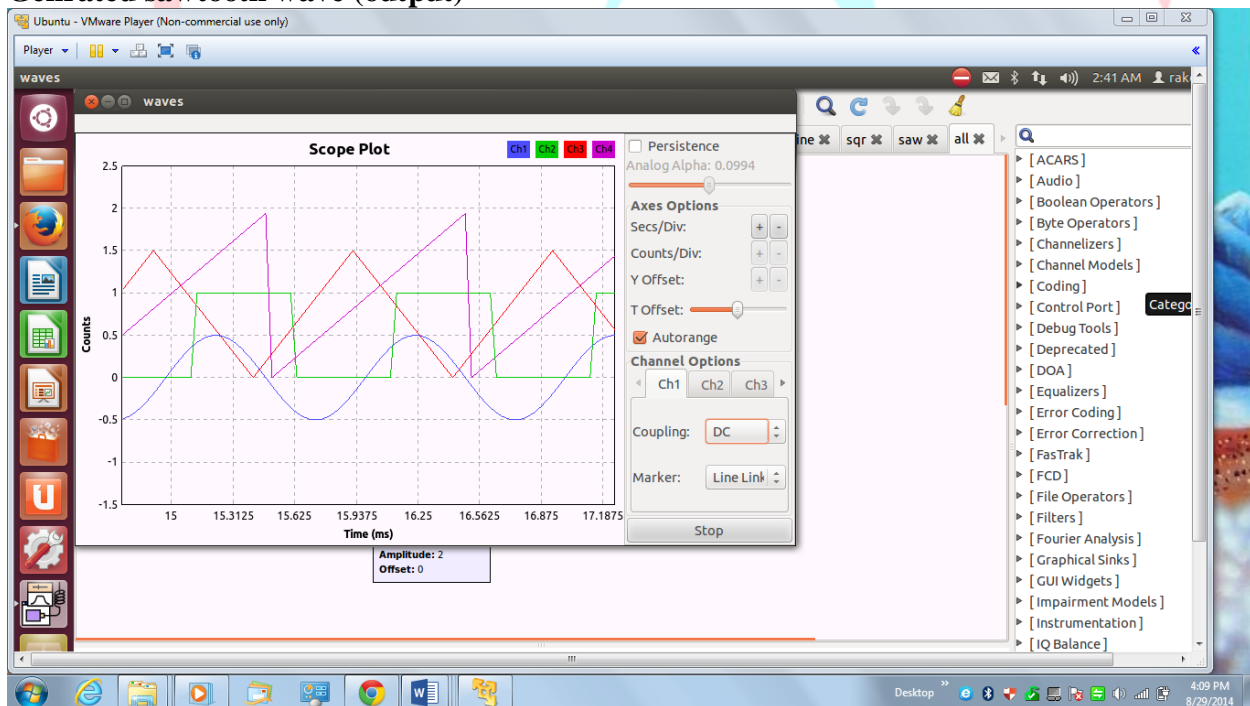 Genrated sawtooth wave (output)
Ubuntu - VMware Player (Non-commercial use only)
Player
waves
2:41 AM
rak
waves
ine
sqr
saw
all
Scope Plot
Ch1 Ch2 Ch3 Ch4
2.5
2
1.5
1
0.5
0
-0.5
-1
-1.5
Counts
15 15.3125 15.625 15.9375 16.25 16.5625 16.875 17.1875
Time (ms)
Persistence
Analog Alpha: 0.0994
Axes Options
Secs/Div: + -
Counts/Div: + -
Y Offset: + -
T Offset:
Autorange
Channel Options
Ch1 Ch2 Ch3
Coupling: DC
Marker: Line Link
Stop
Amplitude: 2
Offset: 0
[ ACARS ]
[ Audio ]
[ Boolean Operators ]
[ Byte Operators ]
[ Channelizers ]
[ Channel Models ]
[ Coding ]
[ Control Port ]
Catego
[ Debug Tools ]
[ Deprecated ]
[ DOA ]
[ Equalizers ]
[ Error Coding ]
[ Error Correction ]
[ FasTrak ]
[ FCD ]
[ File Operators ]
[ Filters ]
[ Fourier Analysis ]
[ Graphical Sinks ]
[ GUI Widgets ]
[ Impairment Models ]
[ Instrumentation ]
[ IQ Balance ]
Desktop
4:09 PM
8/29/2014